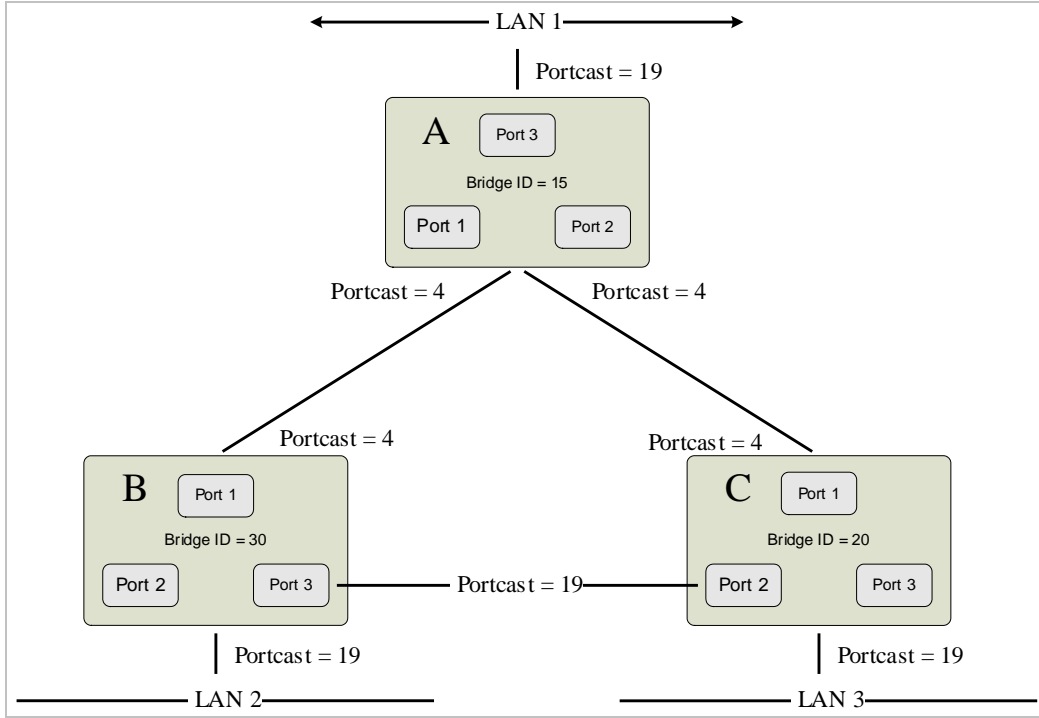 LAN 1
Portcast = 19
A
Port 3
Bridge ID = 15
Port 1
Port 2
Portcast = 4
Portcast = 4
Portcast = 4
Portcast = 4
B
Port 1
Bridge ID = 30
Port 2
Port 3
Portcast = 19
C
Port 1
Bridge ID = 20
Port 2
Port 3
Portcast = 19
Portcast = 19
LAN 2
LAN 3